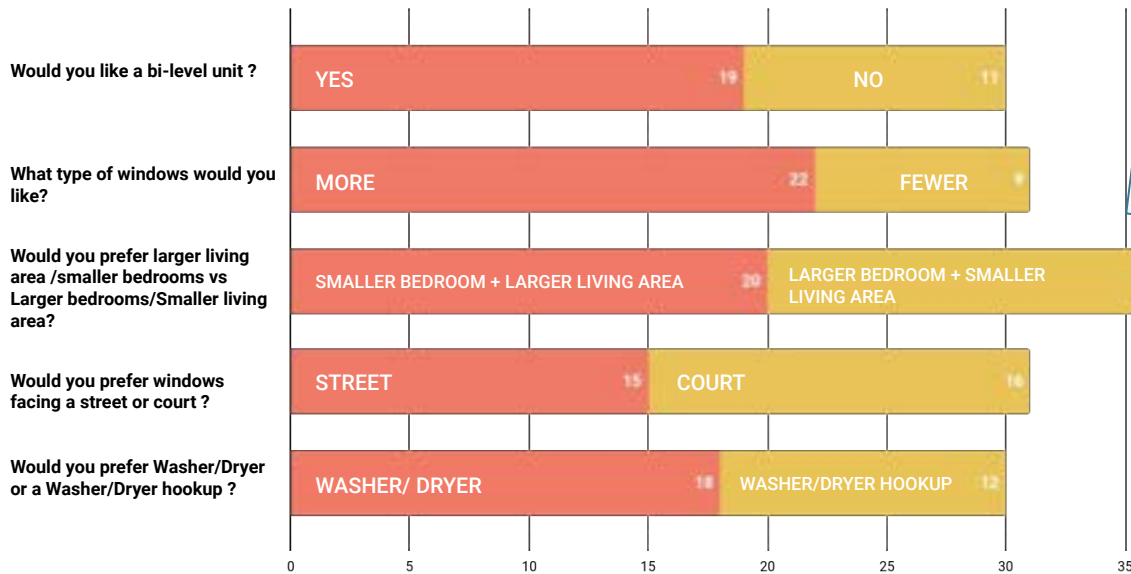 Would you like a bi-level unit ?
YES
19
NO
11
What type of windows would you
like?
MORE
22
FEWER
9
Would you prefer larger living
area /smaller bedrooms vs
Larger bedrooms/Smaller living
area?
SMALLER BEDROOM + LARGER LIVING AREA
20
LARGER BEDROOM + SMALLER
LIVING AREA
Would you prefer windows
facing a street or court ?
STREET
15
COURT
16
Would you prefer Washer/Dryer
or a Washer/Dryer hookup ?
WASHER/ DRYER
18
WASHER/DRYER HOOKUP
12
0 5 10 15 20 25 30 35